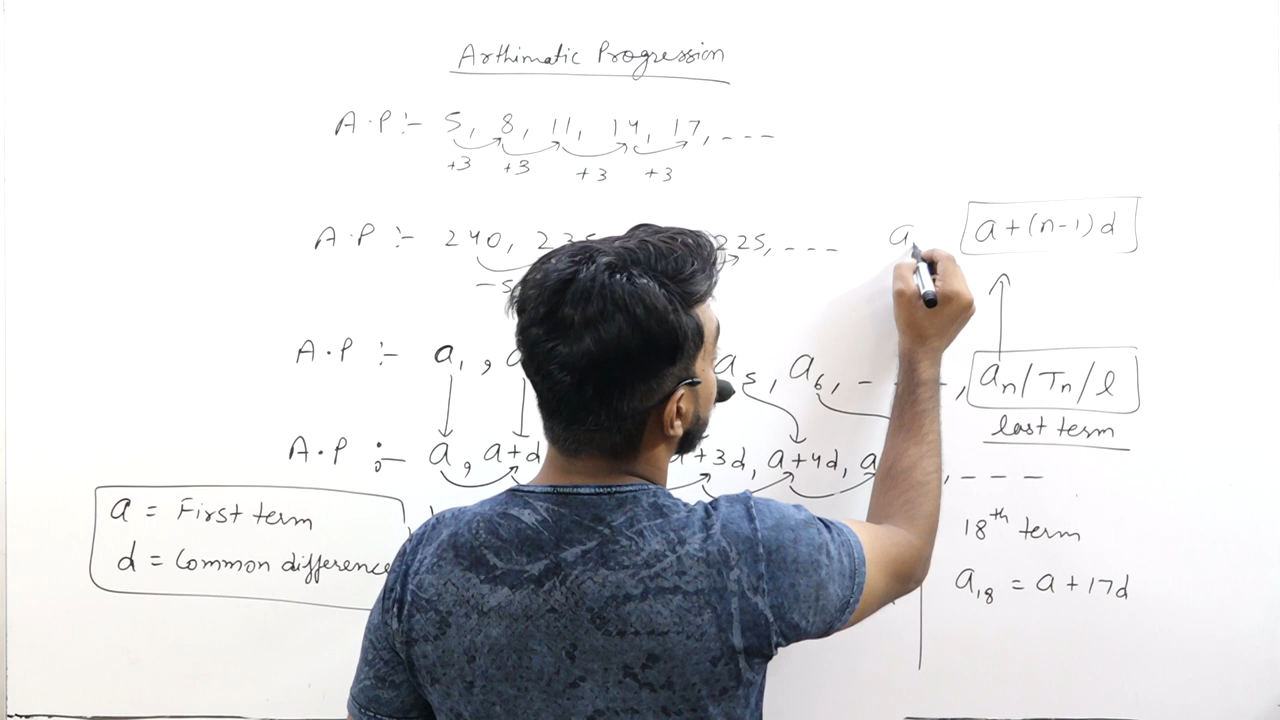 Arthimatic Progression
A.P :- 5, 8, 11, 14, 17, - - -
+3 +3 +3 +3
A.P :- 240, 225, - - - a a+(n-1)d
-5
A.P :- a1, a5, a6, - - , an/Tn/l
last term
A.P :- a, a+d a+3d, a+4d, a , - - -
a = First term
18th term
d = Common difference
a18 = a+17d